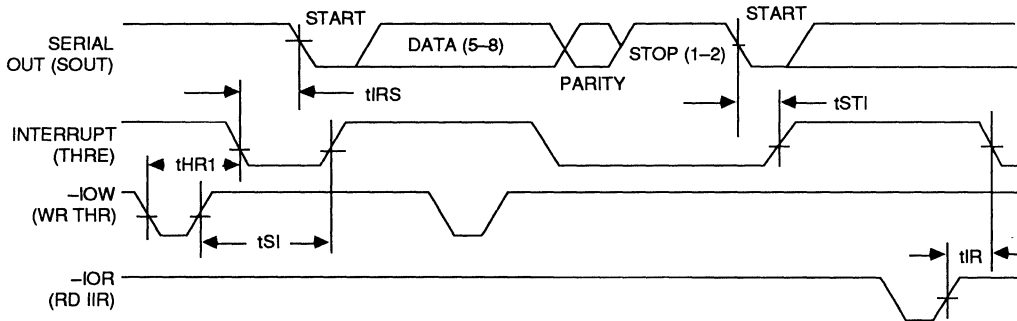 START
START
SERIAL
OUT (SOUT)
DATA (5–8)
STOP (1–2)
PARITY
tIRS
tSTI
INTERRUPT
(THRE)
tHR1
–IOW
(WR THR)
tSI
tIR
–IOR
(RD IIR)